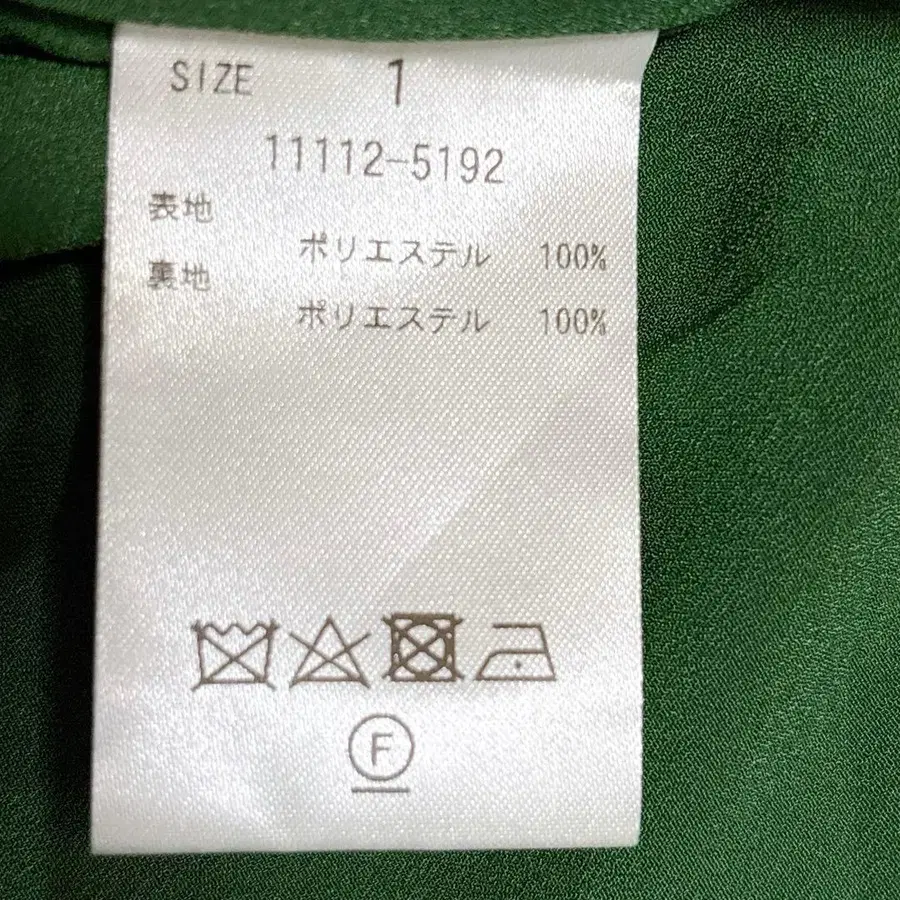 SIZE 1
11112-5192
表地
ポリエステル 100%
裏地
ポリエステル 100%
F